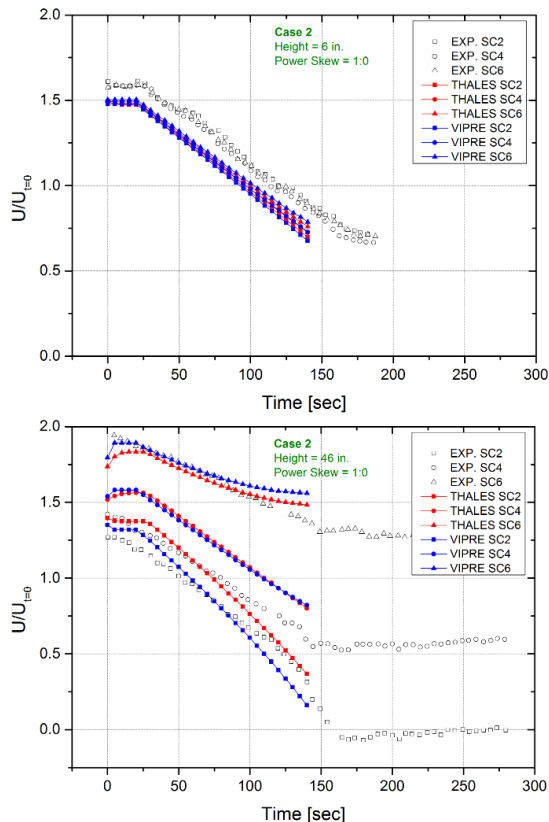 2.0
1.5
1.0
0.5
0.0
U/U t=0
Case 2
Height = 6 in.
Power Skew = 1:0
EXP. SC2
EXP. SC4
EXP. SC6
THALES SC2
THALES SC4
THALES SC6
VIPRE SC2
VIPRE SC4
VIPRE SC6
0 50 100 150 200 250 300
Time [sec]
2.0
1.5
1.0
0.5
0.0
U/U t=0
Case 2
Height = 46 in.
Power Skew = 1:0
EXP. SC2
EXP. SC4
EXP. SC6
THALES SC2
THALES SC4
THALES SC6
VIPRE SC2
VIPRE SC4
VIPRE SC6
0 50 100 150 200 250 300
Time [sec]